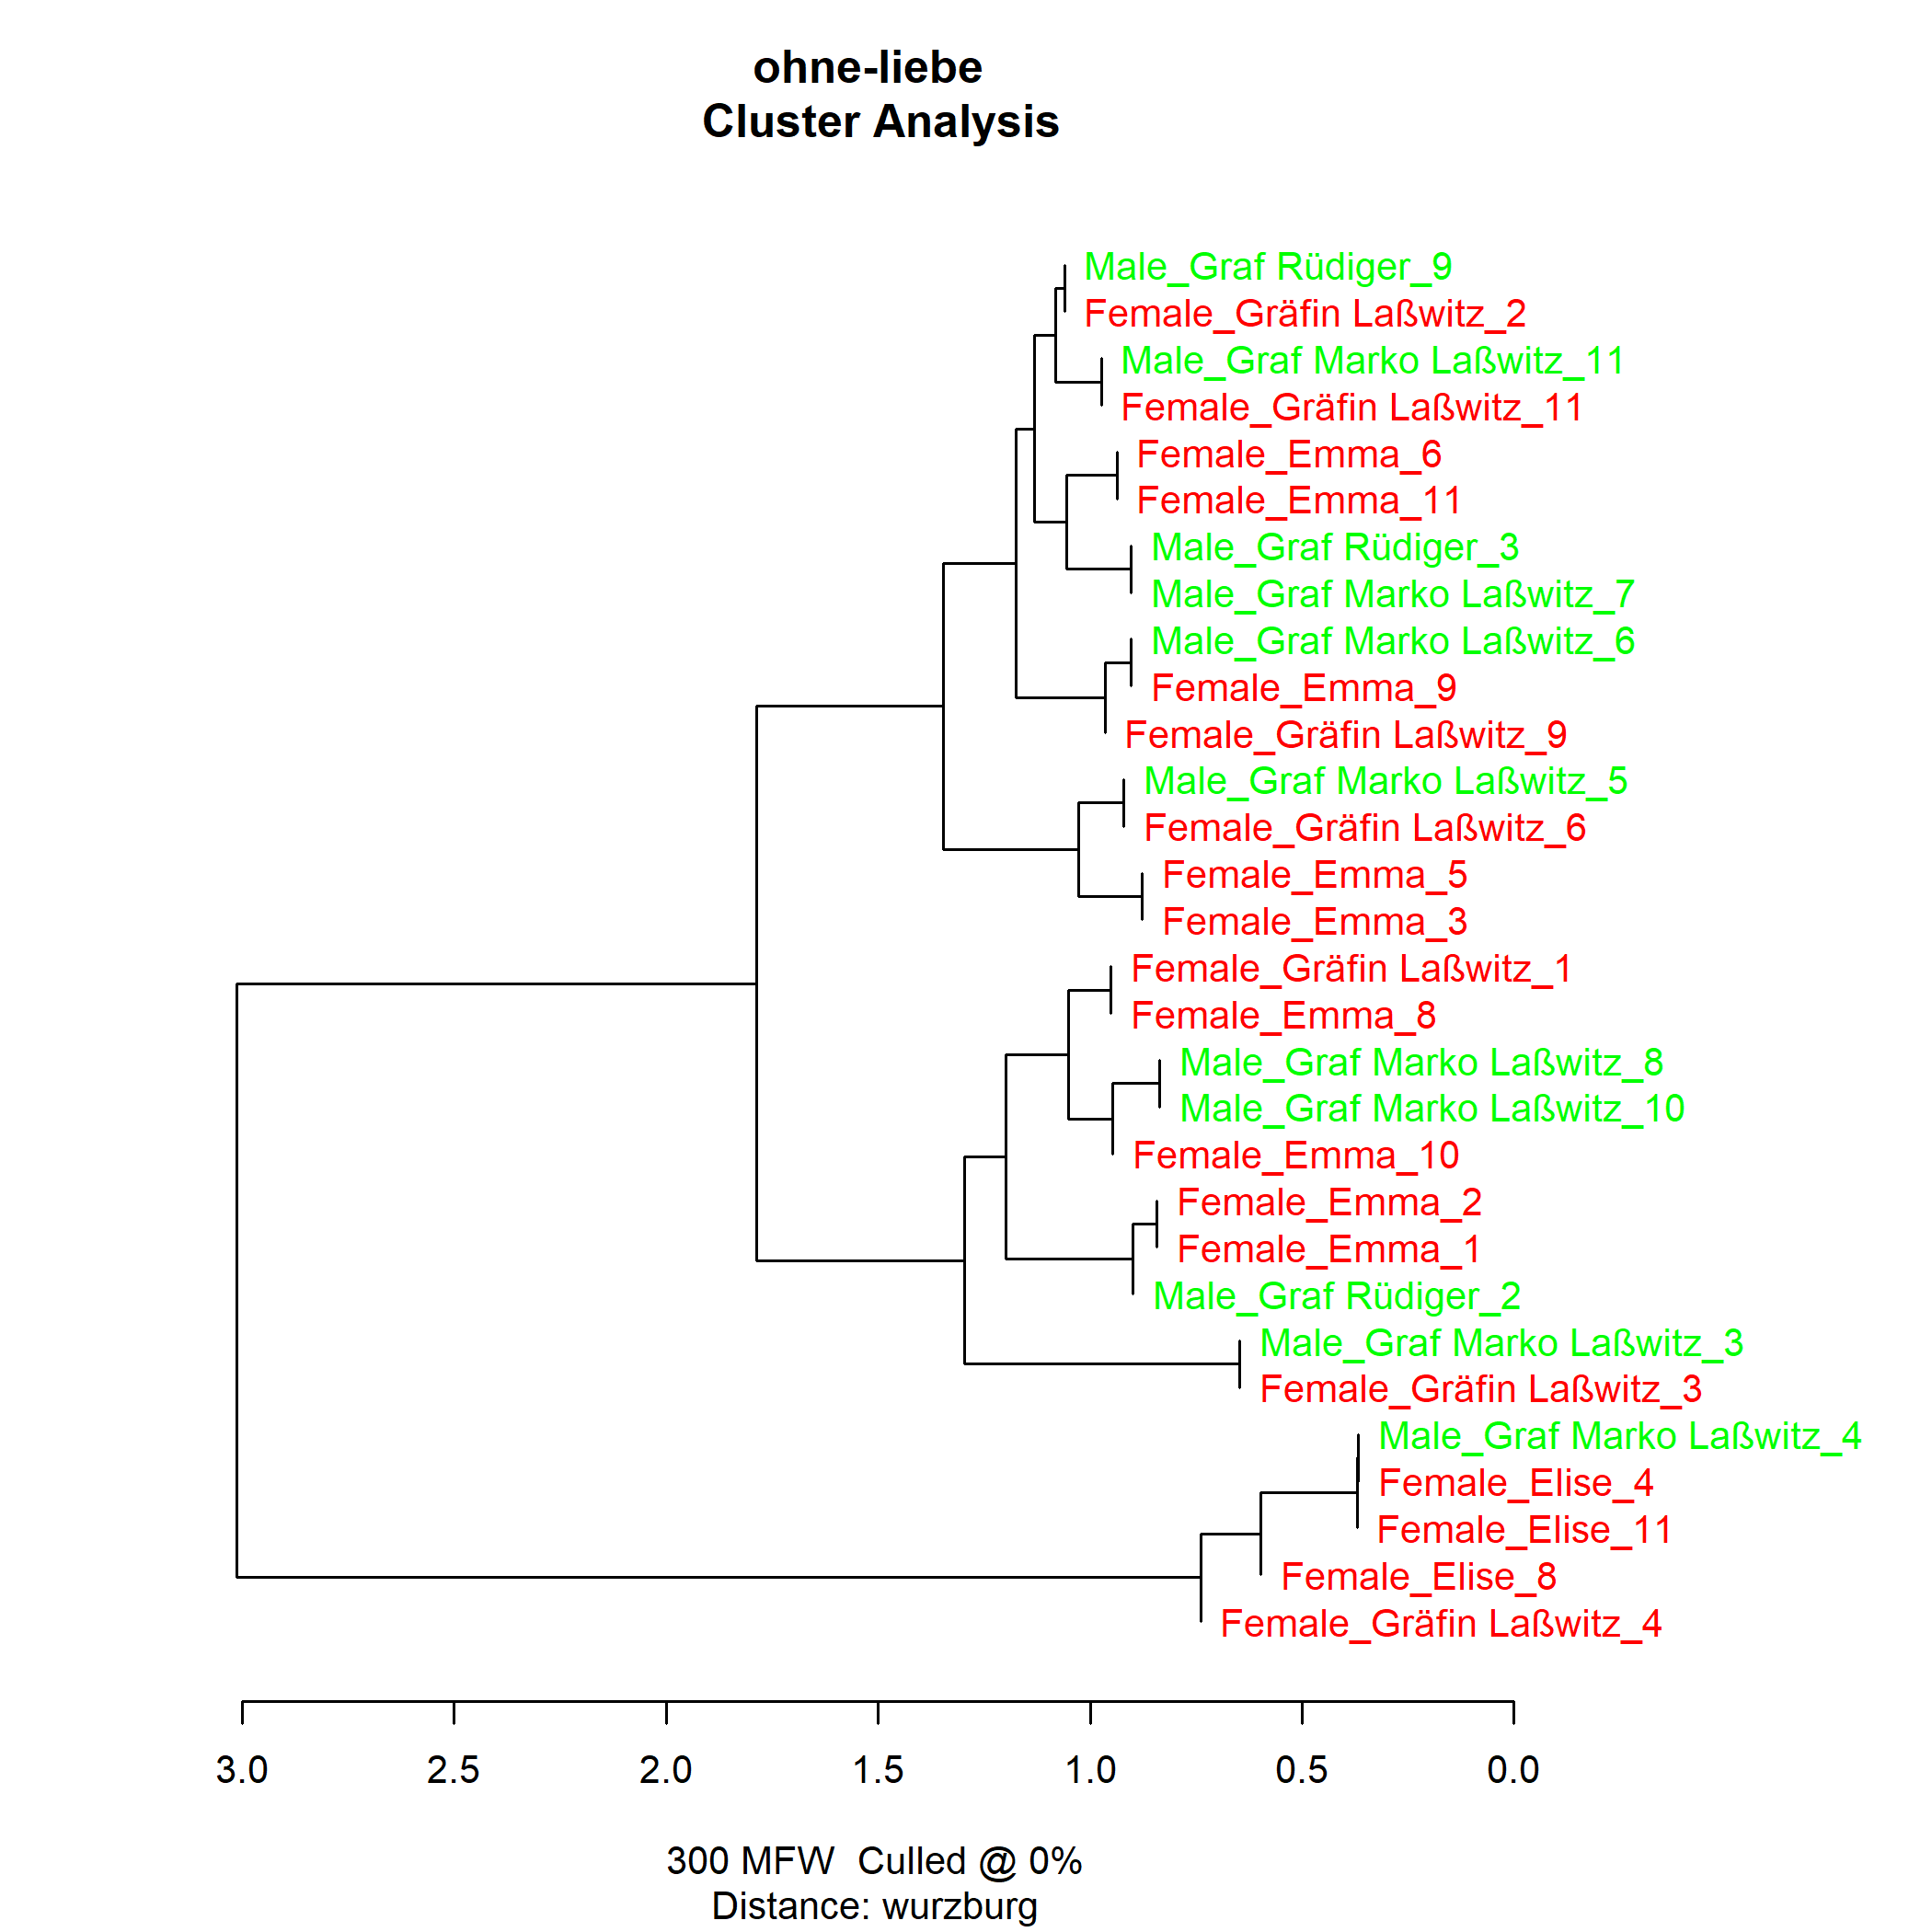 ohne-liebe
Cluster Analysis
Male_Graf Rüdiger_9
Female_Gräfin Laßwitz_2
Male_Graf Marko Laßwitz_11
Female_Gräfin Laßwitz_11
Female_Emma_6
Female_Emma_11
Male_Graf Rüdiger_3
Male_Graf Marko Laßwitz_7
Male_Graf Marko Laßwitz_6
Female_Emma_9
Female_Gräfin Laßwitz_9
Male_Graf Marko Laßwitz_5
Female_Gräfin Laßwitz_6
Female_Emma_5
Female_Emma_3
Female_Gräfin Laßwitz_1
Female_Emma_8
Male_Graf Marko Laßwitz_8
Male_Graf Marko Laßwitz_10
Female_Emma_10
Female_Emma_2
Female_Emma_1
Male_Graf Rüdiger_2
Male_Graf Marko Laßwitz_3
Female_Gräfin Laßwitz_3
Male_Graf Marko Laßwitz_4
Female_Elise_4
Female_Elise_11
Female_Elise_8
Female_Gräfin Laßwitz_4
3.0 2.5 2.0 1.5 1.0 0.5 0.0
300 MFW  Culled @ 0%
Distance: wurzburg